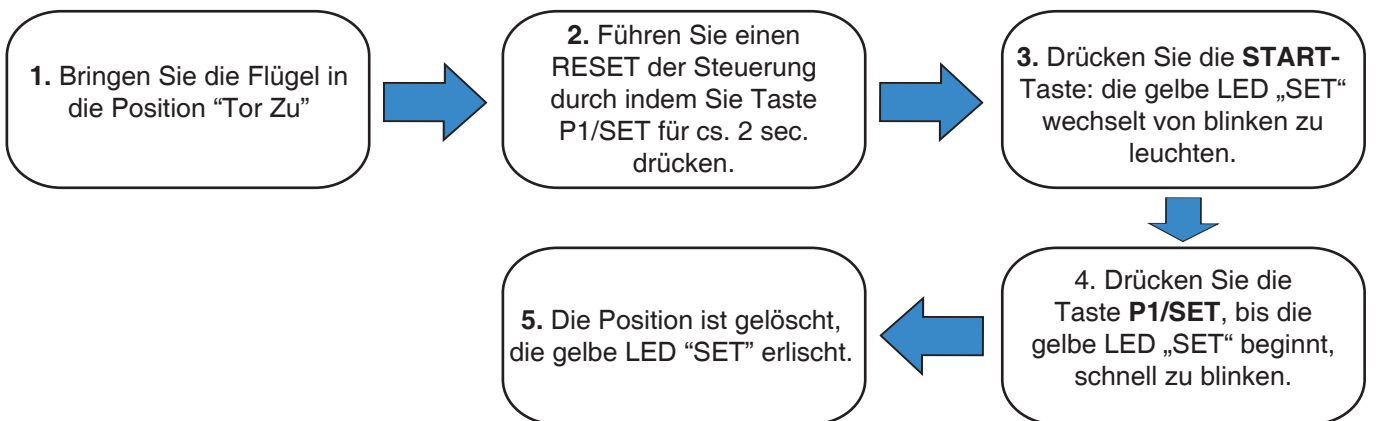 1. Bringen Sie die Flügel in
die Position “Tor Zu”
2. Führen Sie einen
RESET der Steuerung
durch indem Sie Taste
P1/SET für cs. 2 sec.
drücken.
3. Drücken Sie die START-
Taste: die gelbe LED „SET“
wechselt von blinken zu
leuchten.
4. Drücken Sie die
Taste P1/SET, bis die
gelbe LED „SET“ beginnt,
schnell zu blinken.
5. Die Position ist gelöscht,
die gelbe LED “SET” erlischt.